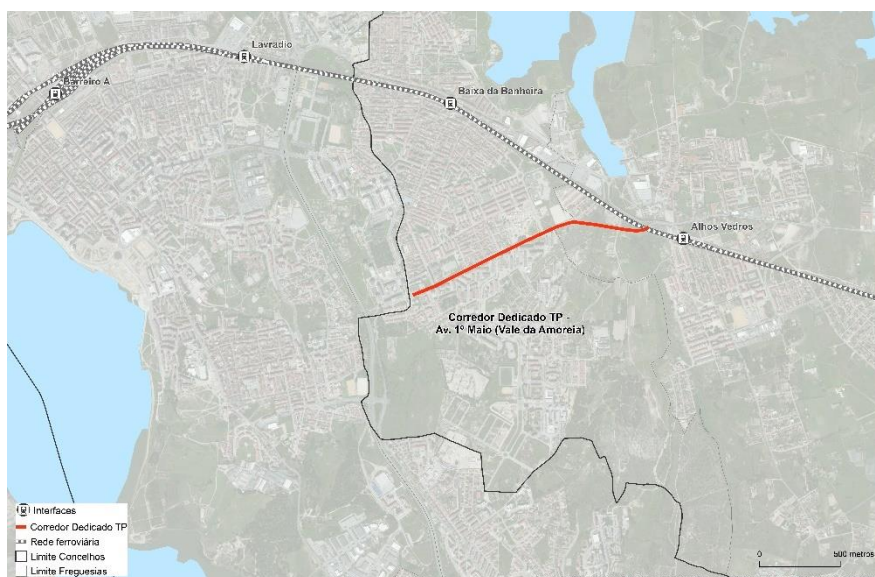 Lavradio
Barreiro A
Baixa da Banheira
Alhos Vedros
Corredor Dedicado TP -
Av. 1º Maio (Vale da Amoreia)
Interfaces
Corredor Dedicado TP
Rede ferroviária
Limite Concelhos
Limite Freguesias
0 500 metros